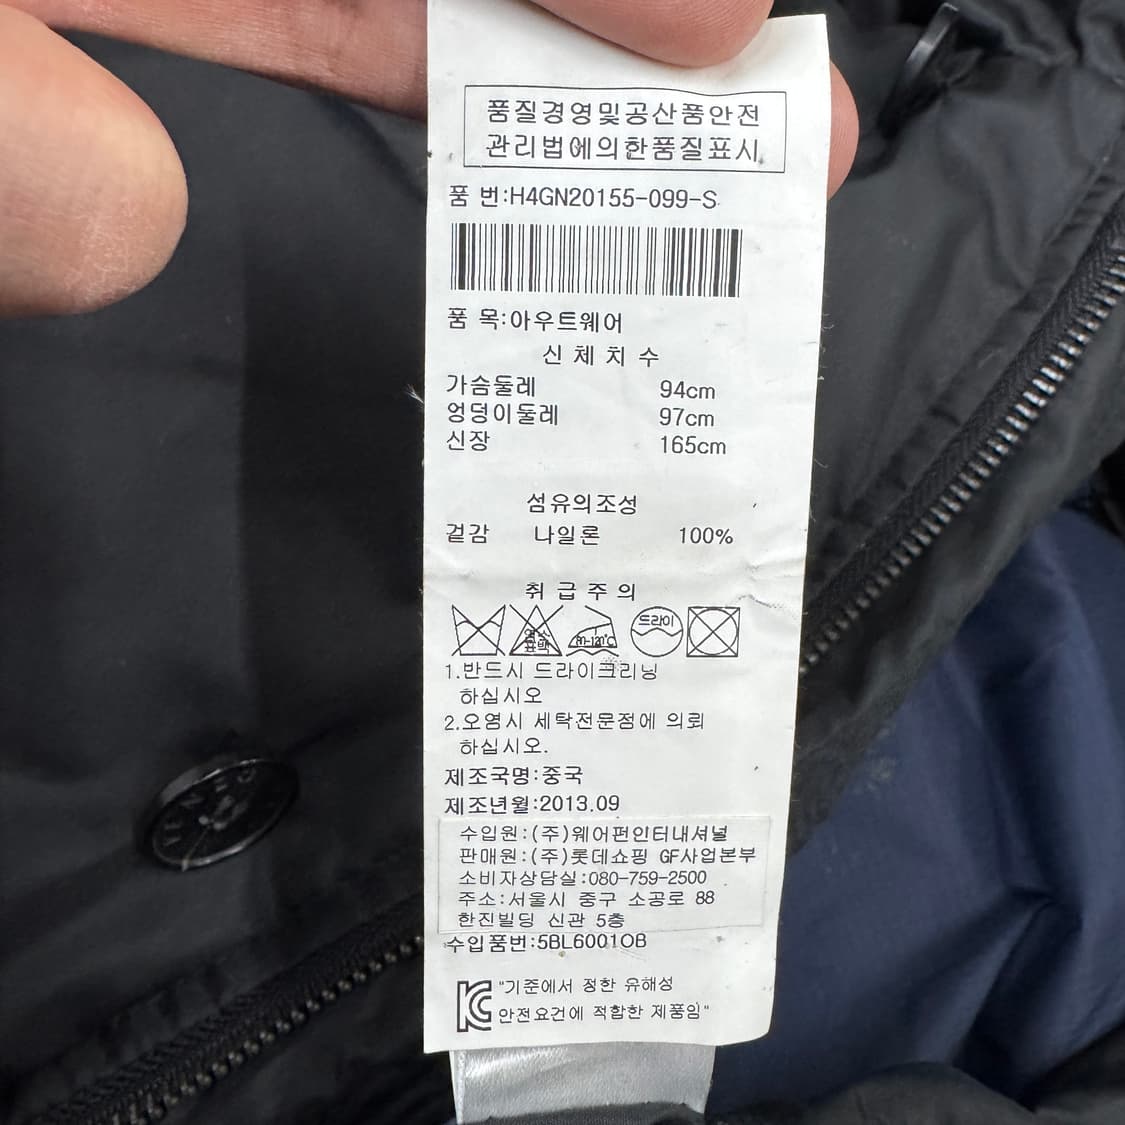 품질경영및공산품안전
관리법에의한품질표시
품 번:H4GN20155-099-S
품 목:아우트웨어
신 체 치 수
가슴둘레 94cm
엉덩이둘레 97cm
신장 165cm
섬유의조성
겉감 나일론 100%
취 급 주 의
염소 표백 80-120℃ 드라이
1.반드시 드라이크리닝
하십시오
2.오염시 세탁전문점에 의뢰
하십시오.
제조국명:중국
제조년월:2013.09
수입원:(주)웨어펀인터내셔널
판매원:(주)롯데쇼핑 GF사업본부
소비자상담실:080-759-2500
주소:서울시 중구 소공로 88
한진빌딩 신관 5층
수입품번:5BL6001OB
"기준에서 정한 유해성
안전요건에 적합한 제품임"